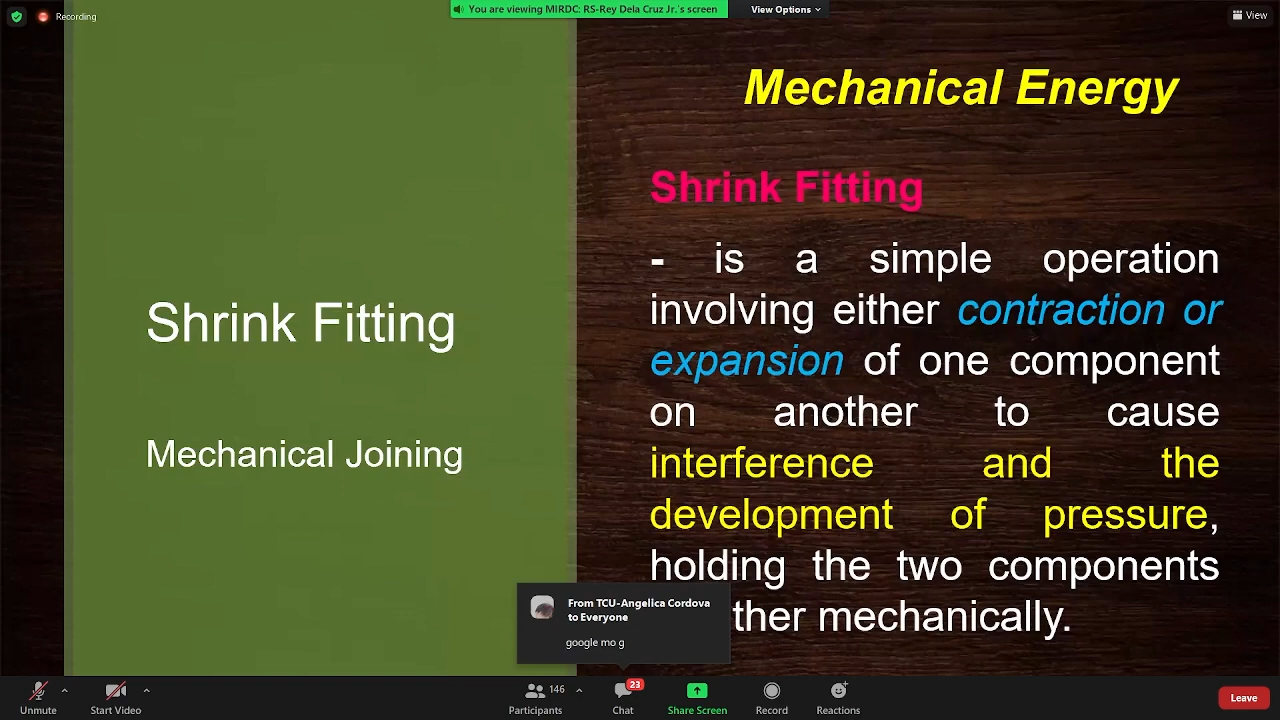 Recording
You are viewing MIRDC: RS-Rey Dela Cruz Jr.'s screen
View Options
View
Mechanical Energy
Shrink Fitting
- is a simple operation
involving either contraction or
expansion of one component
on another to cause
interference and the
development of pressure,
holding the two components
ther mechanically.
Shrink Fitting
Mechanical Joining
From TCU-Angelica Cordova
to Everyone
google mo g
Unmute
Start Video
146
Participants
23
Chat
Share Screen
Record
Reactions
Leave